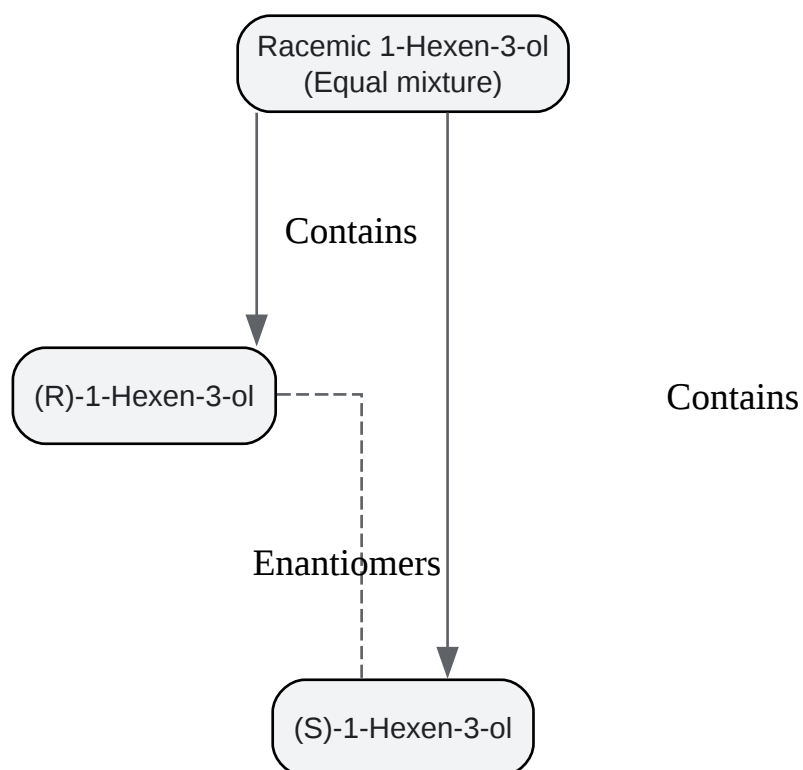 Racemic 1-Hexen-3-ol
(Equal mixture)
Contains
(R)-1-Hexen-3-ol
Contains
Enantiomers
(S)-1-Hexen-3-ol